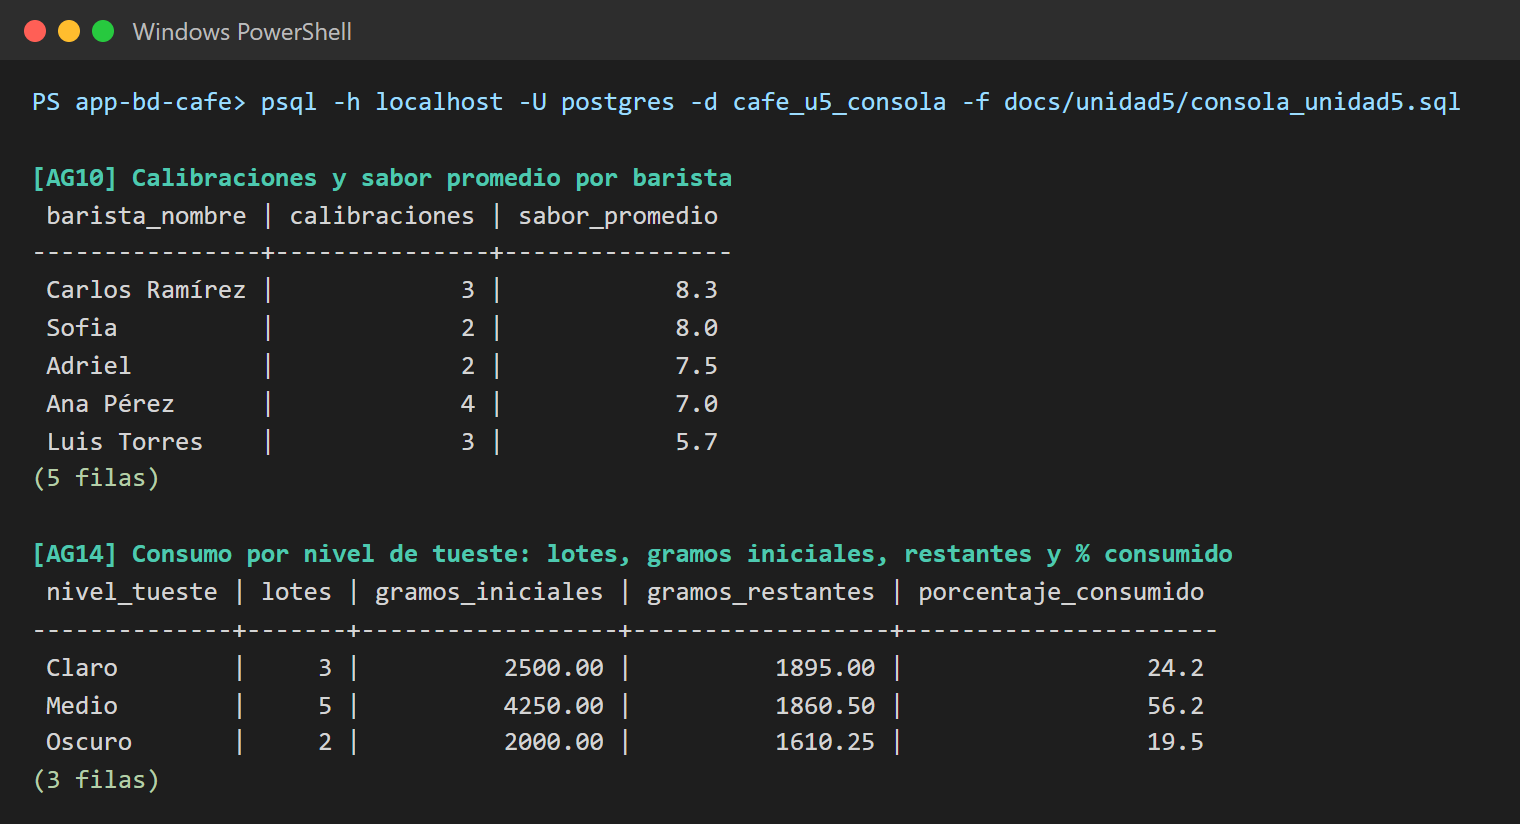 Windows PowerShell
PS app-bd-cafe> psql -h localhost -U postgres -d cafe_u5_consola -f docs/unidad5/consola_unidad5.sql
[AG10] Calibraciones y sabor promedio por barista
barista_nombre | calibraciones | sabor_promedio
----------------+---------------+----------------
Carlos Ramírez | 3 | 8.3
Sofia | 2 | 8.0
Adriel | 2 | 7.5
Ana Pérez | 4 | 7.0
Luis Torres | 3 | 5.7
(5 filas)
[AG14] Consumo por nivel de tueste: lotes, gramos iniciales, restantes y % consumido
nivel_tueste | lotes | gramos_iniciales | gramos_restantes | porcentaje_consumido
--------------+-------+------------------+------------------+----------------------
Claro | 3 | 2500.00 | 1895.00 | 24.2
Medio | 5 | 4250.00 | 1860.50 | 56.2
Oscuro | 2 | 2000.00 | 1610.25 | 19.5
(3 filas)